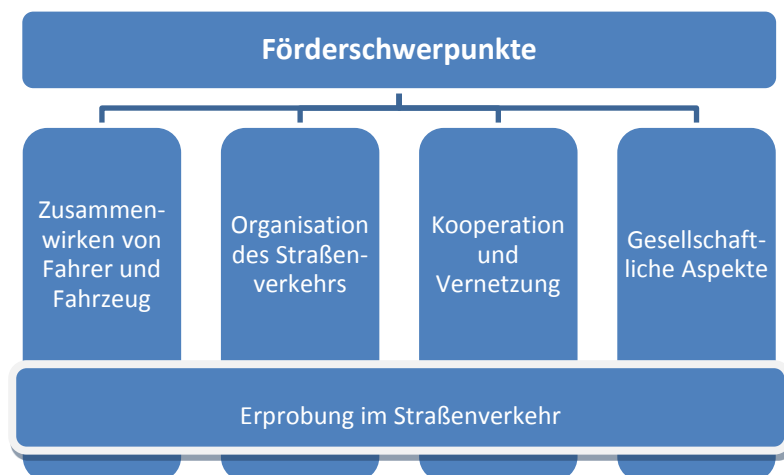 Förderschwerpunkte
Zusammen-
wirken von
Fahrer und
Fahrzeug
Organisation
des Straßen-
verkehrs
Kooperation
und
Vernetzung
Gesellschaft-
liche Aspekte
Erprobung im Straßenverkehr